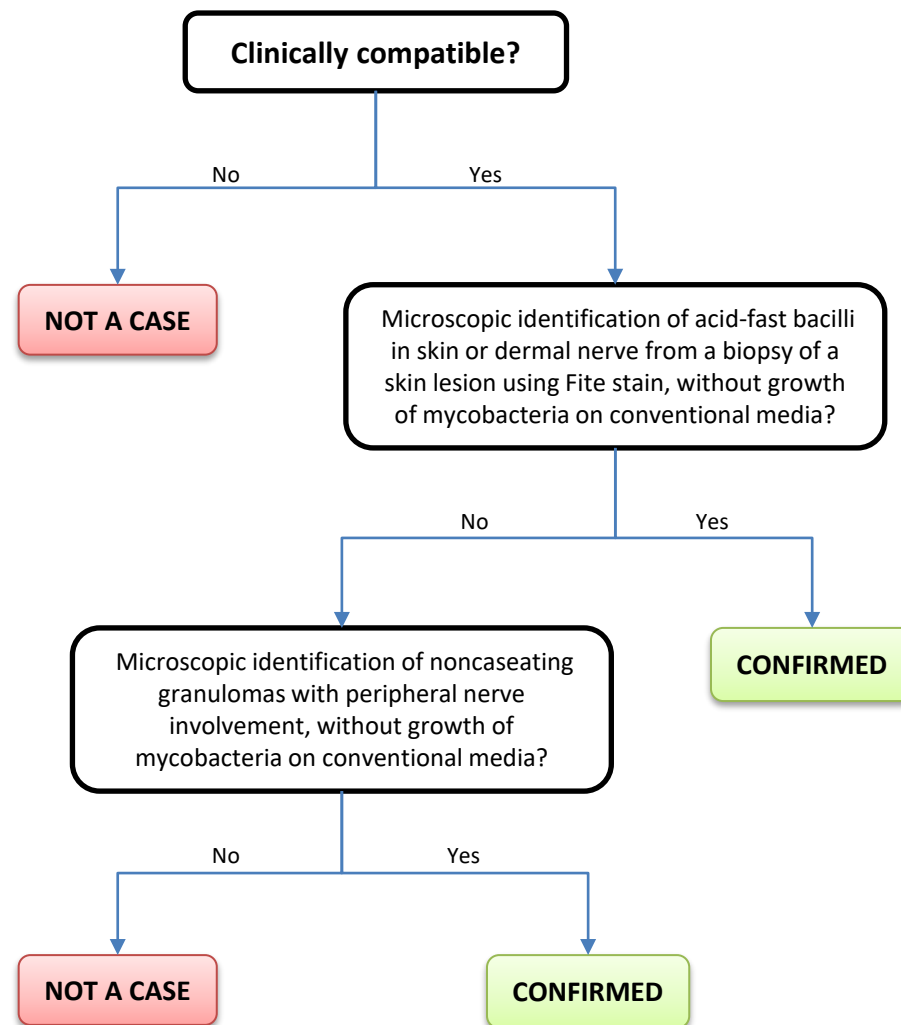 Clinically compatible?
No
Yes
NOT A CASE
Microscopic identification of acid-fast bacilli
in skin or dermal nerve from a biopsy of a
skin lesion using Fite stain, without growth
of mycobacteria on conventional media?
No
Yes
CONFIRMED
Microscopic identification of noncaseating
granulomas with peripheral nerve
involvement, without growth of
mycobacteria on conventional media?
No
Yes
NOT A CASE
CONFIRMED